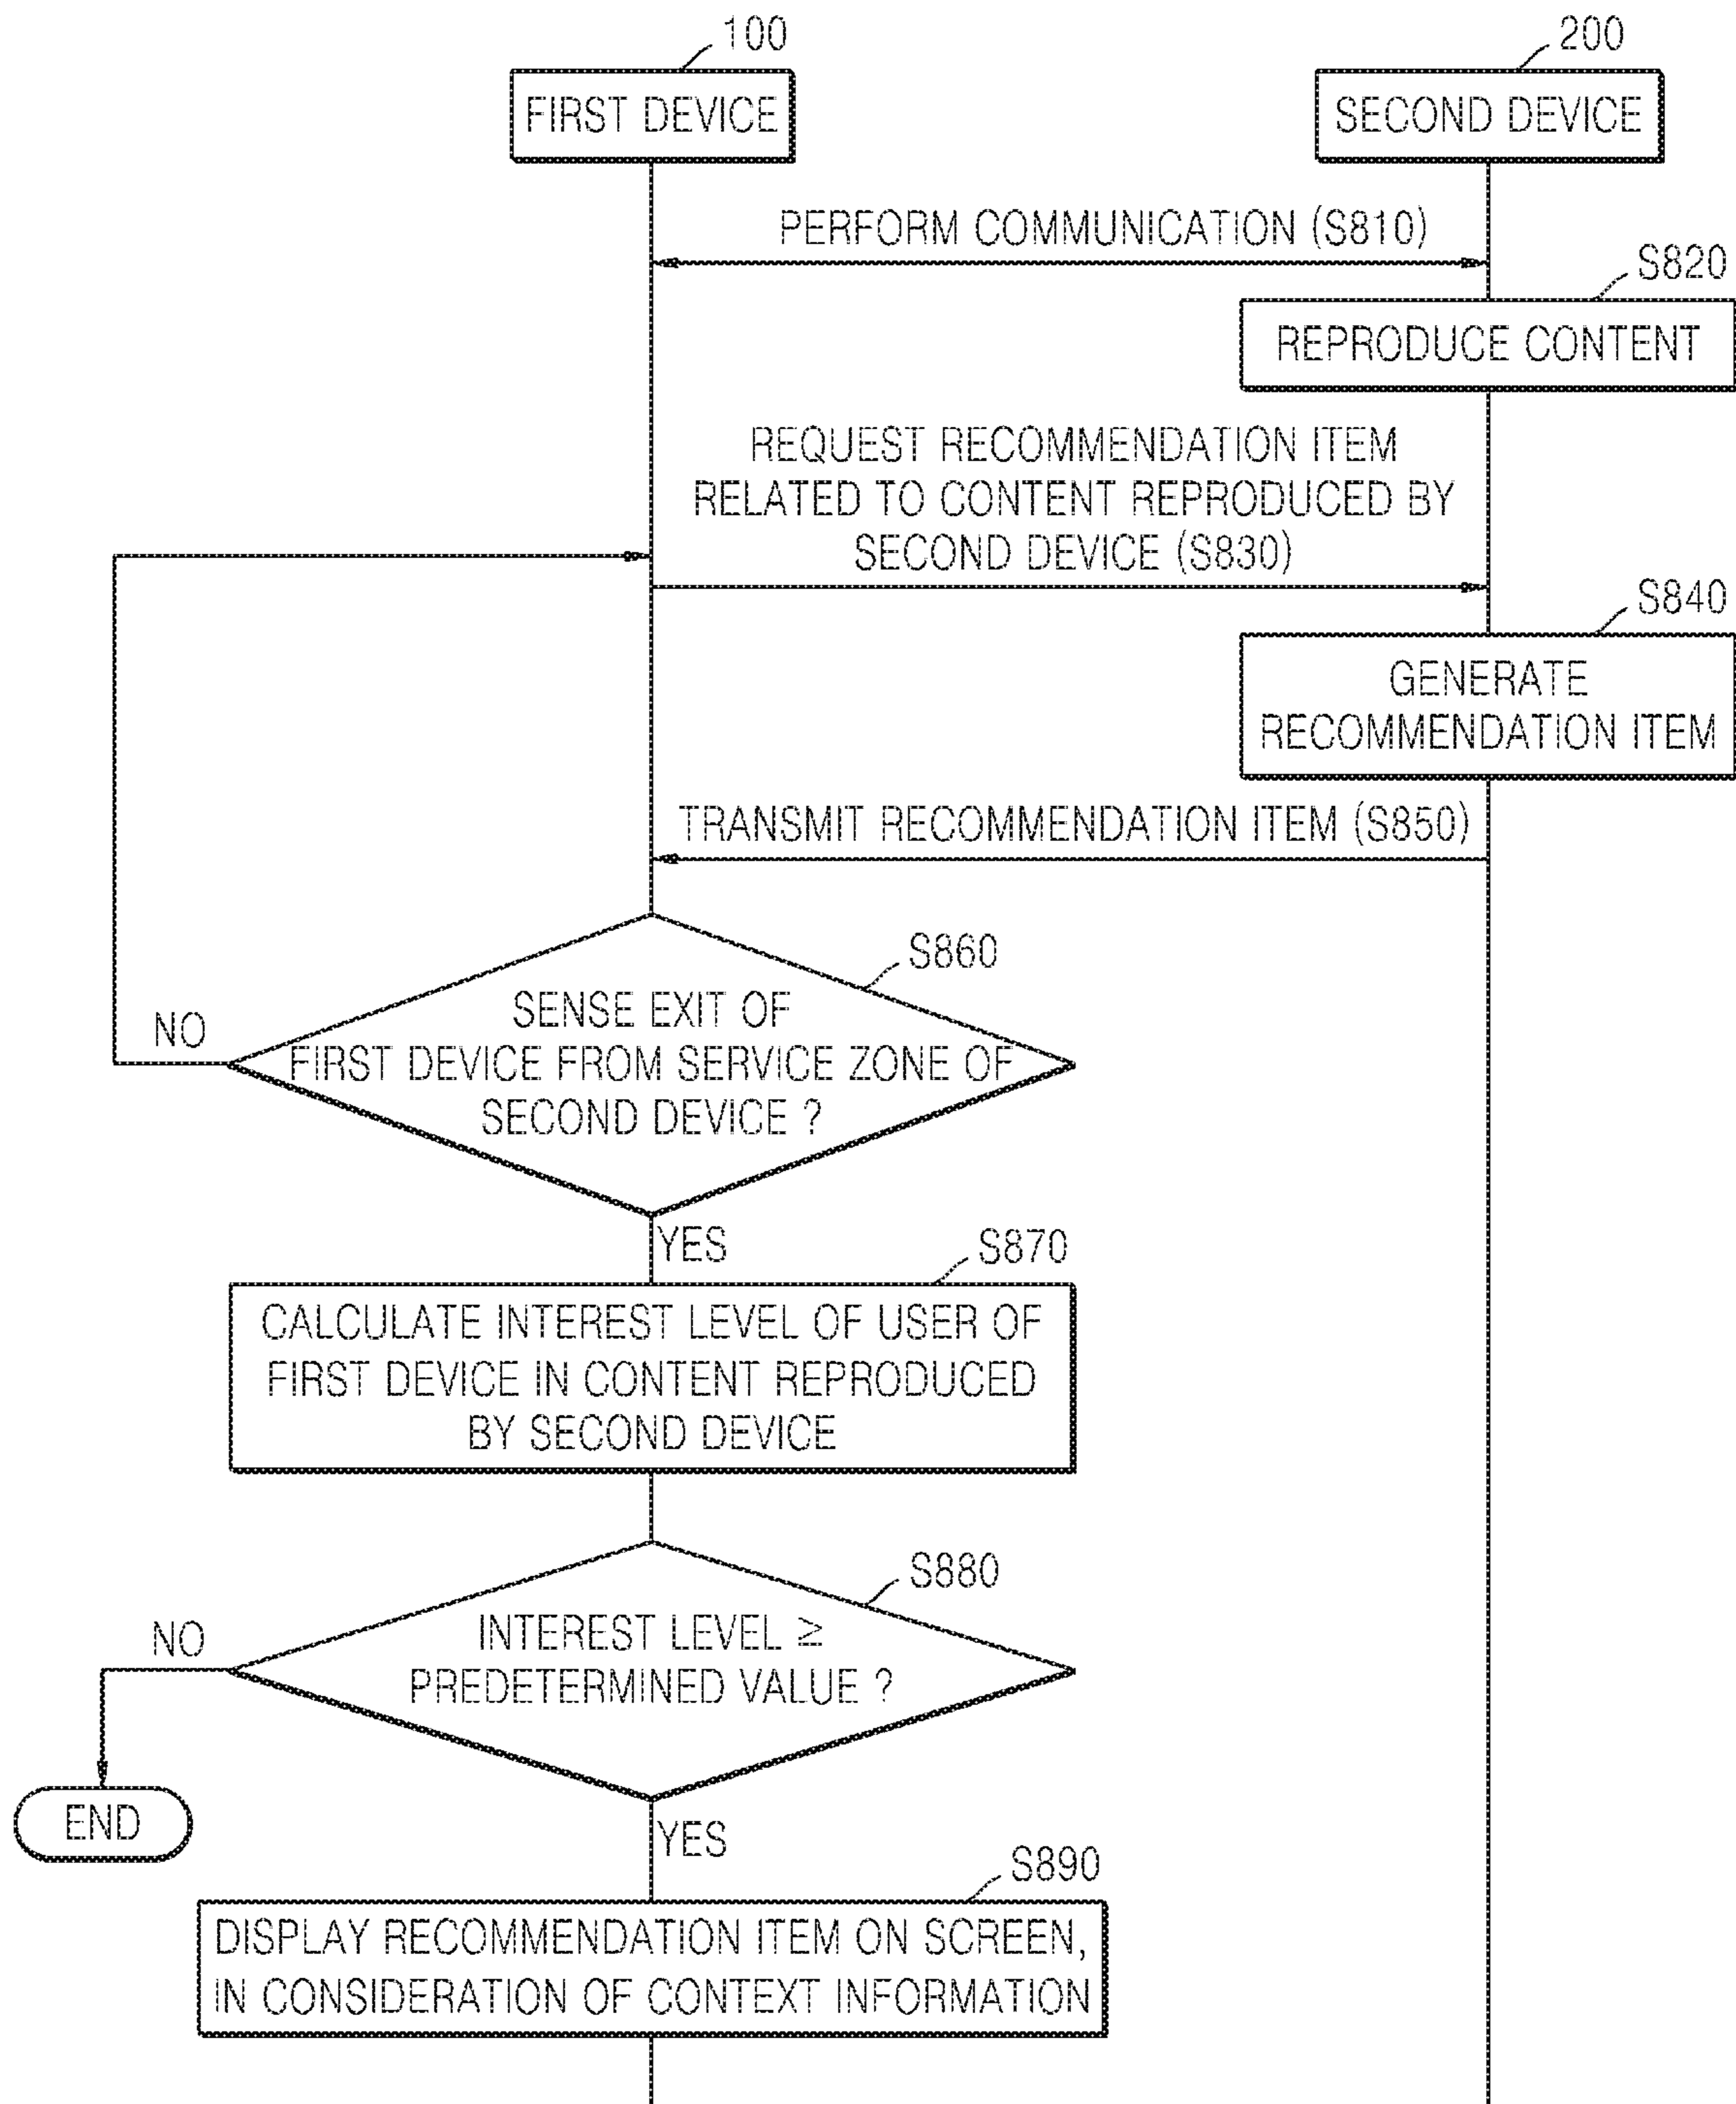 100
200
FIRST DEVICE
SECOND DEVICE
PERFORM COMMUNICATION (S810)
S820
REPRODUCE CONTENT
REQUEST RECOMMENDATION ITEM
RELATED TO CONTENT REPRODUCED BY
SECOND DEVICE (S830)
S840
GENERATE
RECOMMENDATION ITEM
TRANSMIT RECOMMENDATION ITEM (S850)
S860
SENSE EXIT OF
FIRST DEVICE FROM SERVICE ZONE OF
SECOND DEVICE ?
NO
YES
S870
CALCULATE INTEREST LEVEL OF USER OF
FIRST DEVICE IN CONTENT REPRODUCED
BY SECOND DEVICE
S880
INTEREST LEVEL ≥
PREDETERMINED VALUE ?
NO
END
YES
S890
DISPLAY RECOMMENDATION ITEM ON SCREEN,
IN CONSIDERATION OF CONTEXT INFORMATION